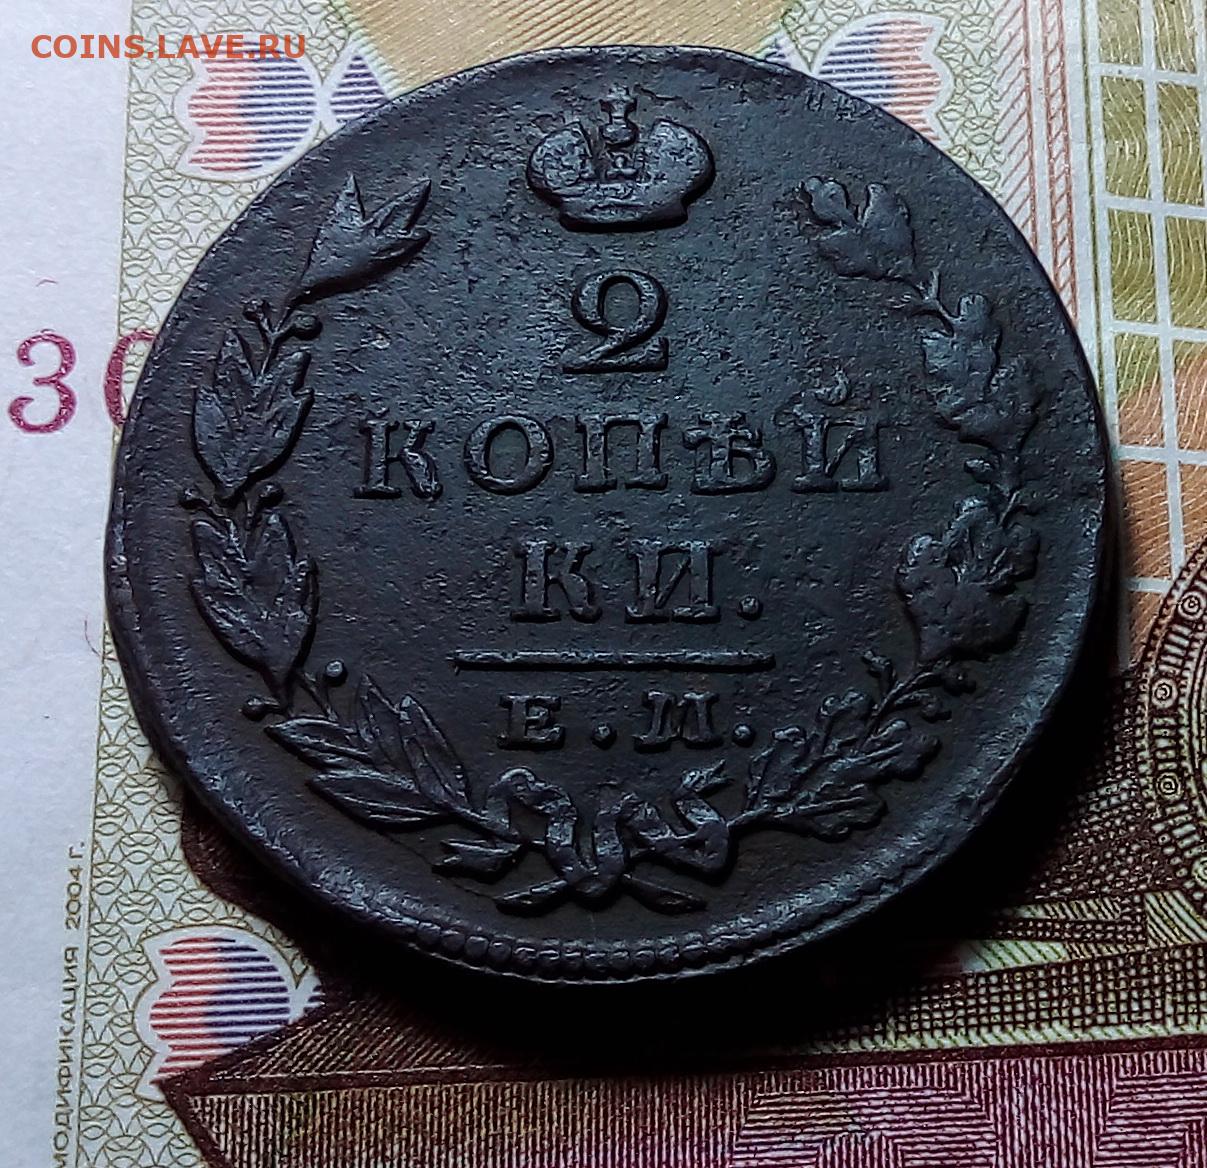 COINS.LAVE.RU
2
КОПѢЙ
КИ.
Е.М.
МОДИФИКАЦИЯ 2004 Г.